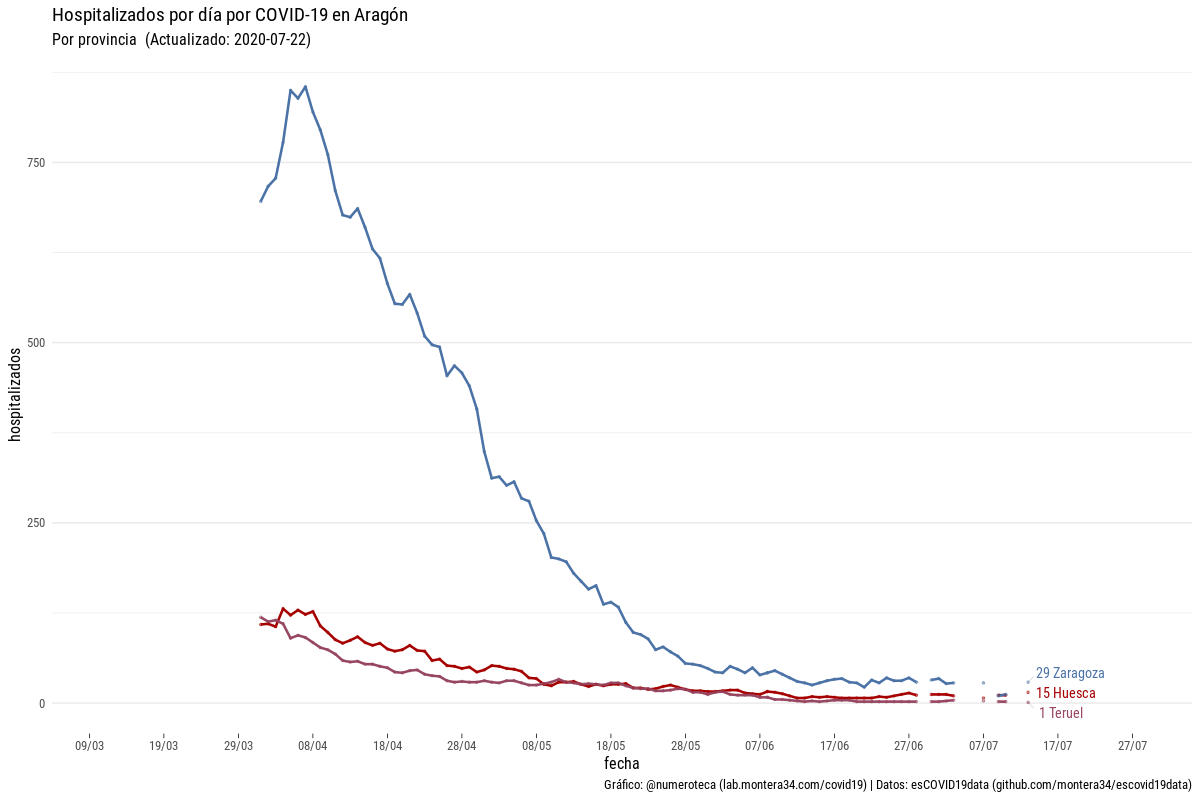 Hospitalizados por día por COVID-19 en Aragón
Por provincia (Actualizado: 2020-07-22)
hospitalizados
750
500
250
0
29 Zaragoza
15 Huesca
1 Teruel
09/03 19/03 29/03 08/04 18/04 28/04 08/05 18/05 28/05 07/06 17/06 27/06 07/07 17/07 27/07
fecha
Gráfico: @numeroteca (lab.montera34.com/covid19) | Datos: esCOVID19data (github.com/montera34/escovid19data)